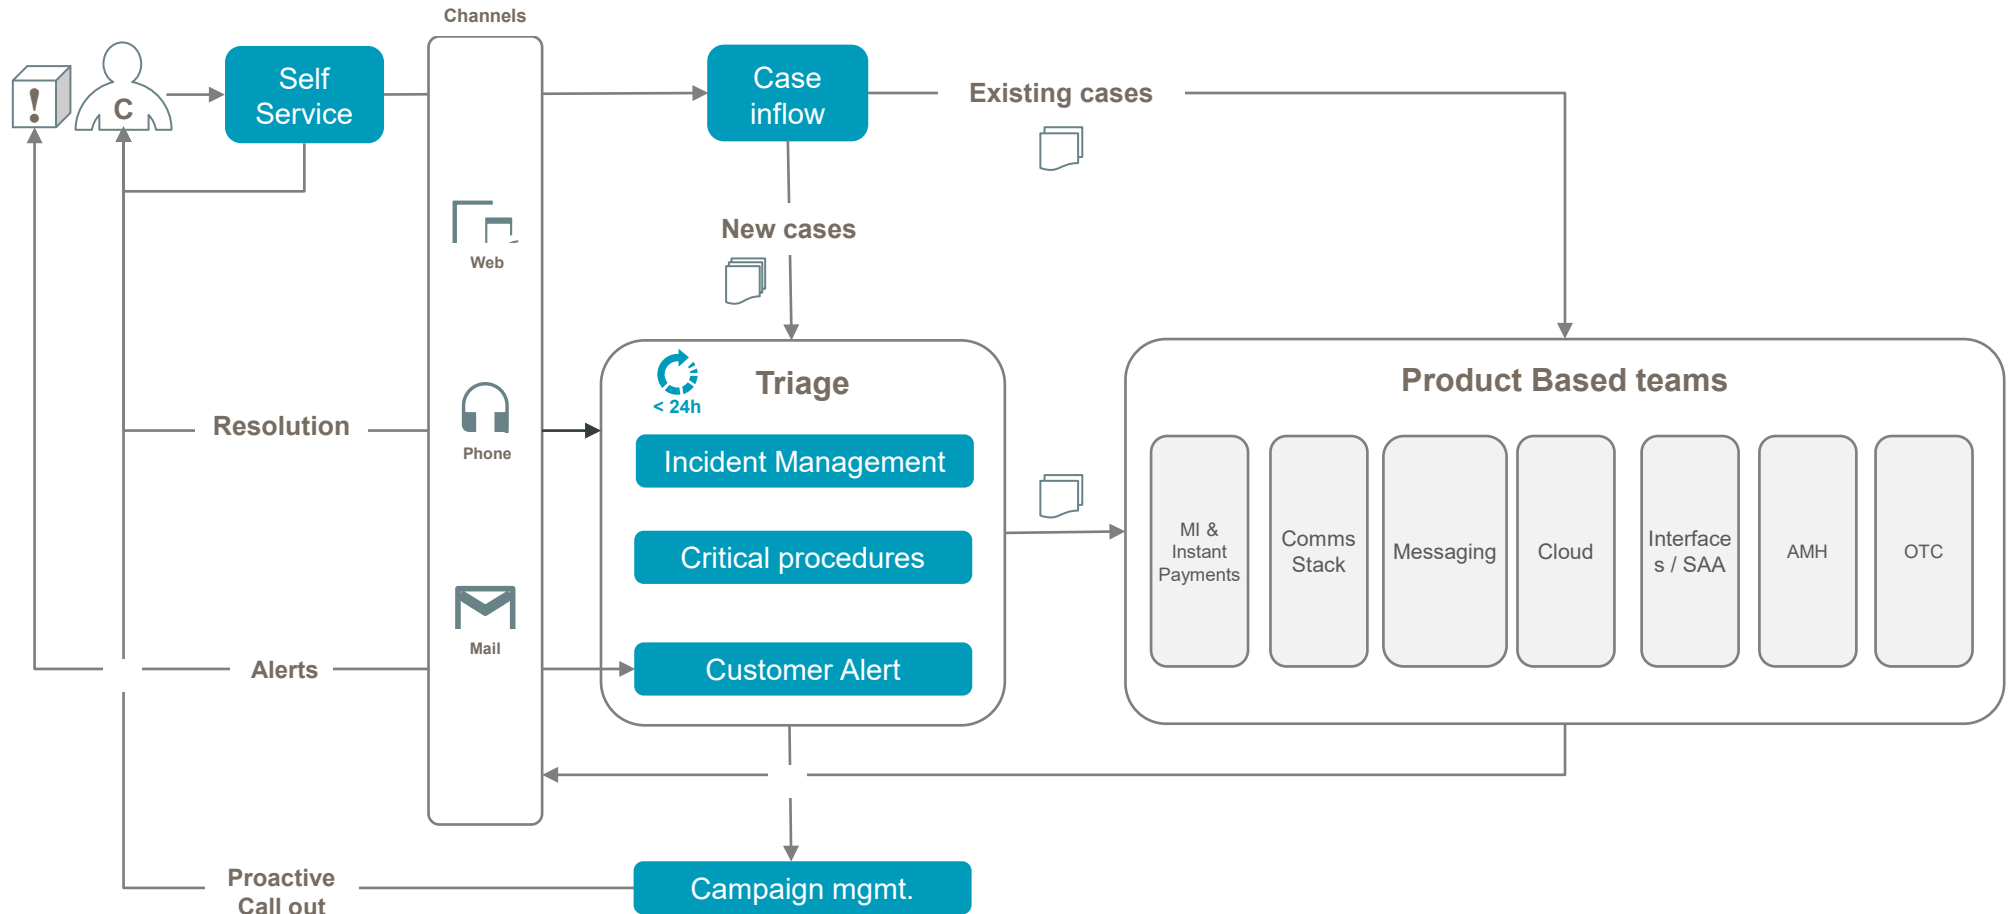 Channels
!
C
Self
Service
Case
inflow
Existing cases
New cases
Web
Phone
Mail
Resolution
Alerts
< 24h
Triage
Incident Management
Critical procedures
Customer Alert
Product Based teams
MI &
Instant
Payments
Comms
Stack
Messaging
Cloud
Interface
s / SAA
AMH
OTC
Proactive
Call out
Campaign mgmt.